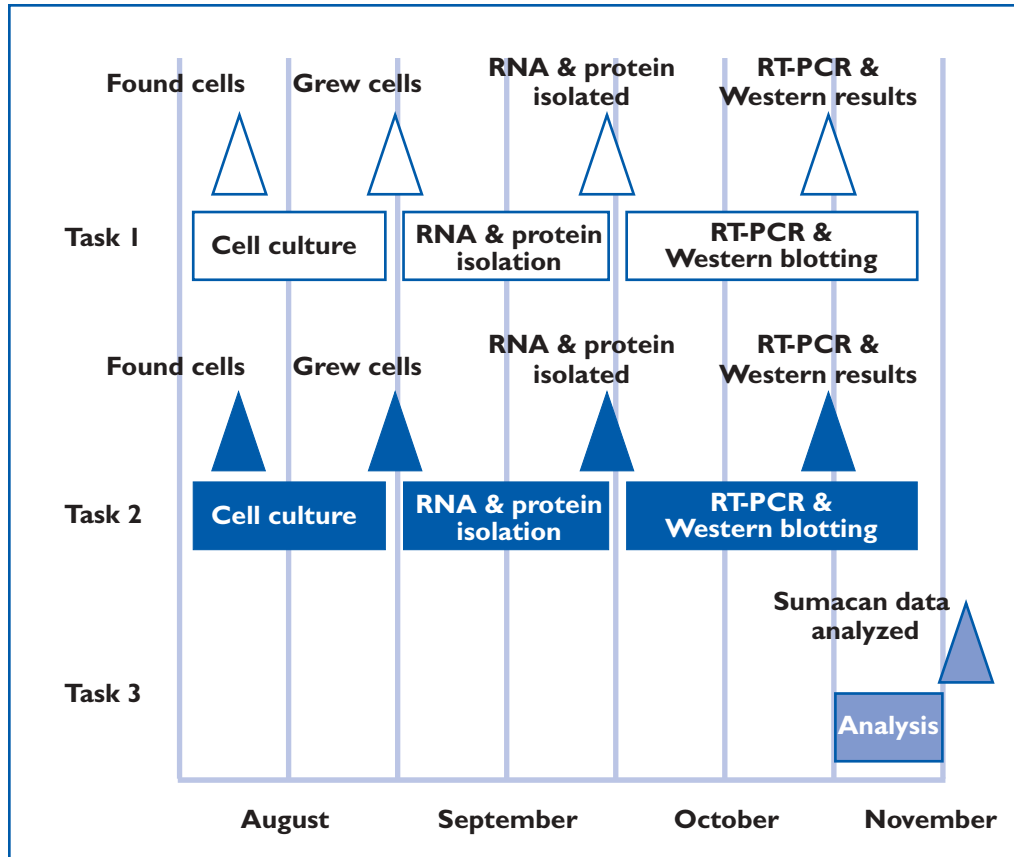 Found cells
Grew cells
RNA & protein
isolated
RT-PCR &
Western results
Task 1
Cell culture
RNA & protein
isolation
RT-PCR &
Western blotting
Found cells
Grew cells
RNA & protein
isolated
RT-PCR &
Western results
Task 2
Cell culture
RNA & protein
isolation
RT-PCR &
Western blotting
Sumacan data
analyzed
Task 3
Analysis
August
September
October
November